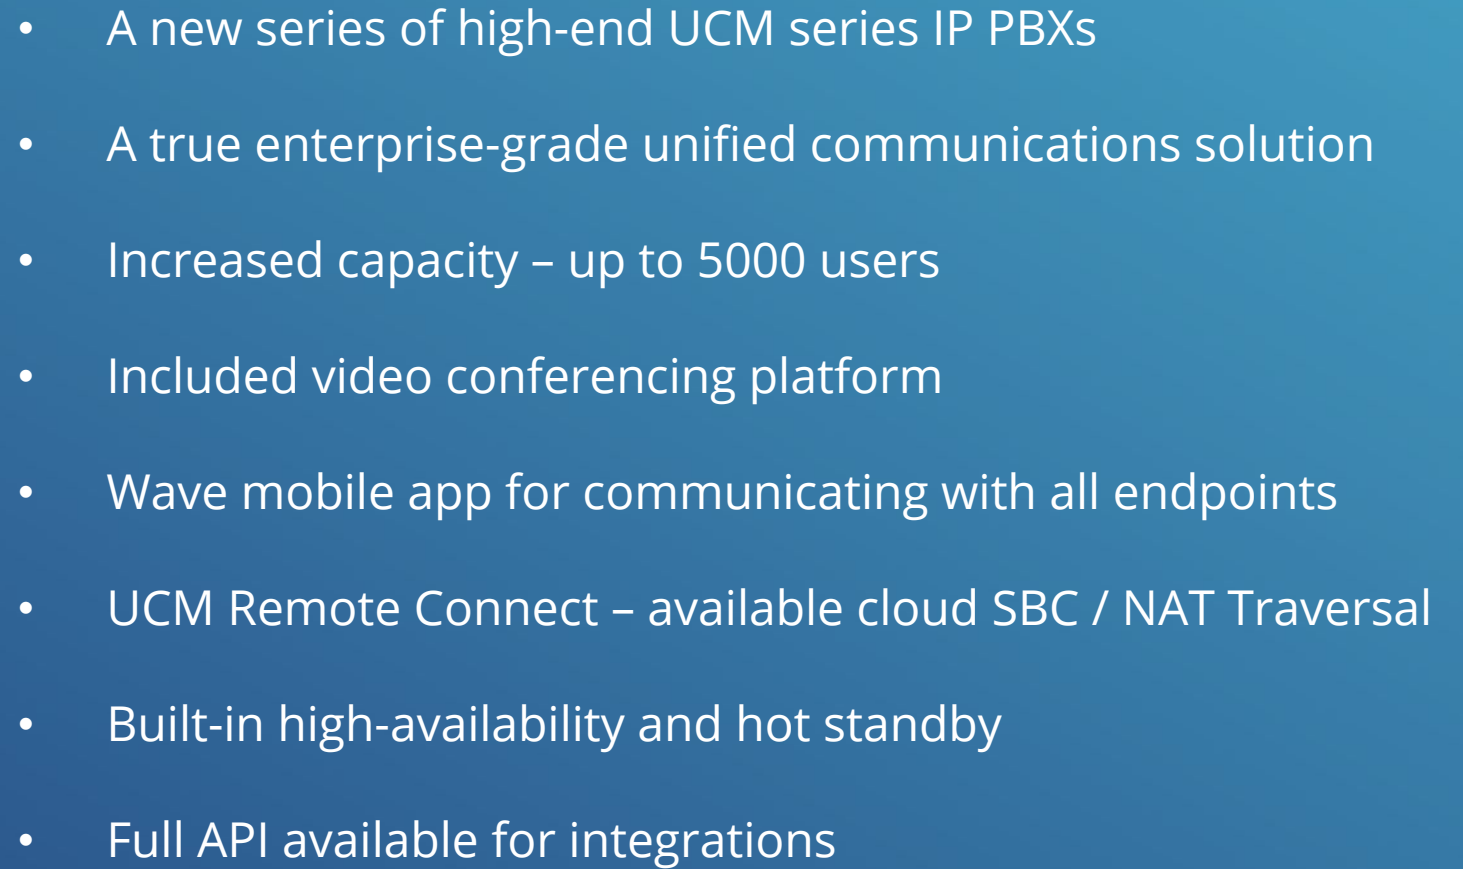 • A new series of high-end UCM series IP PBXs
• A true enterprise-grade unified communications solution
• Increased capacity – up to 5000 users
• Included video conferencing platform
• Wave mobile app for communicating with all endpoints
• UCM Remote Connect – available cloud SBC / NAT Traversal
• Built-in high-availability and hot standby
• Full API available for integrations